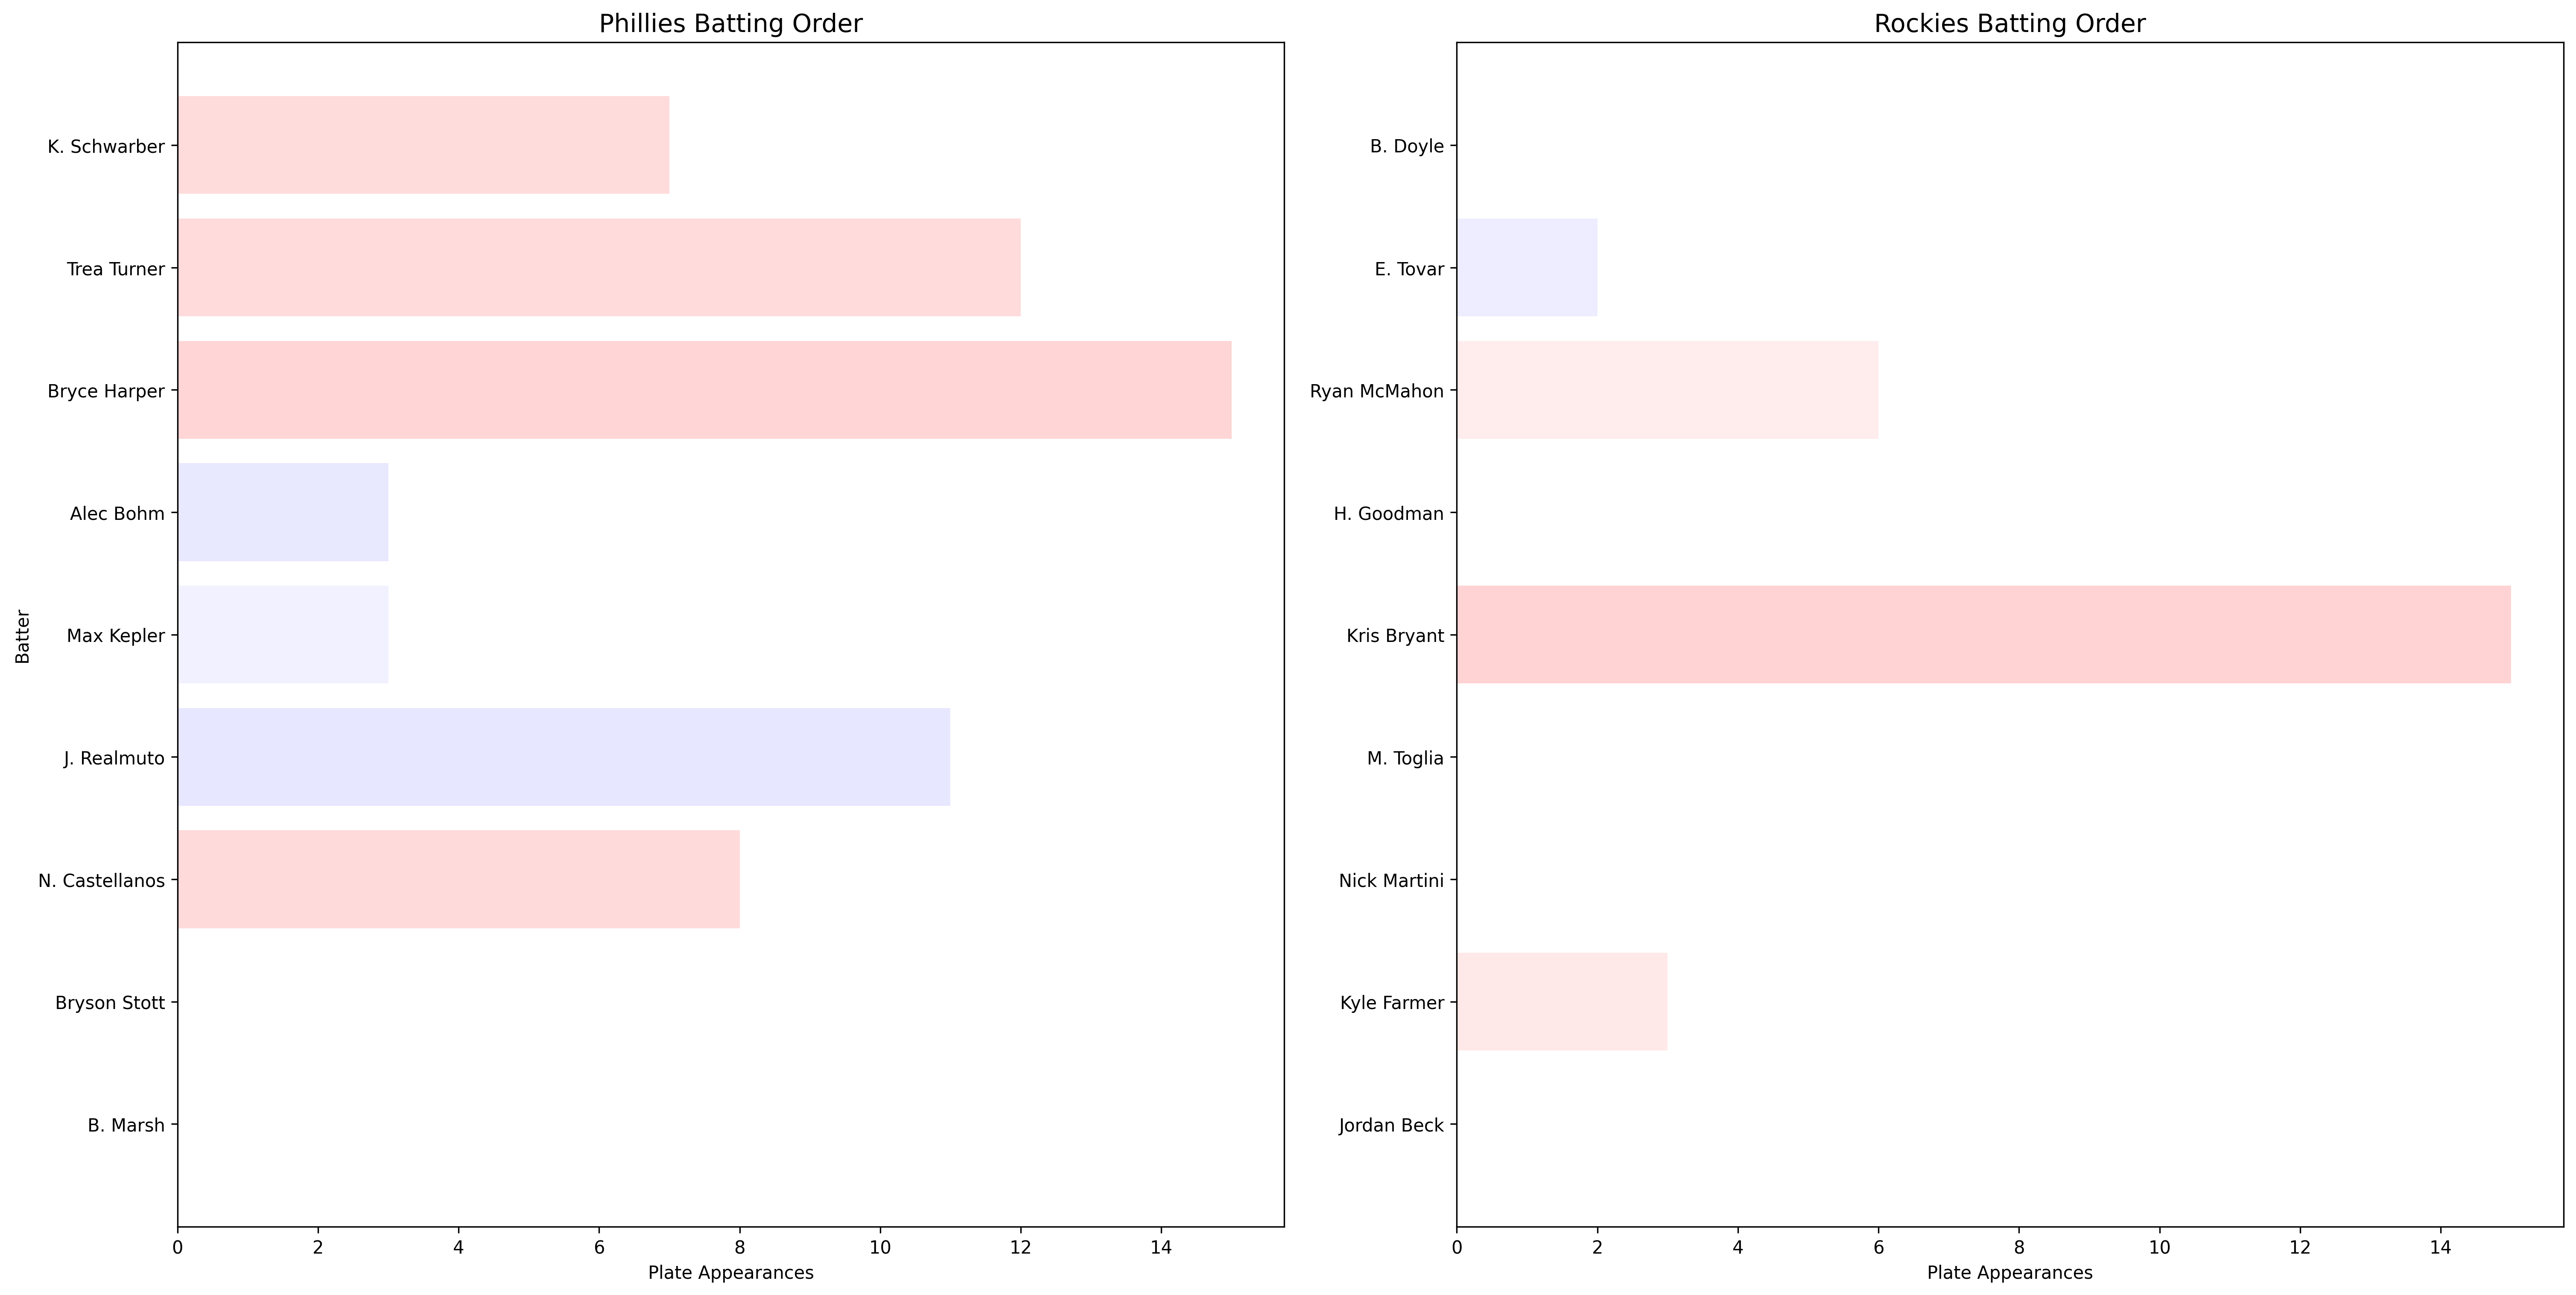 Phillies Batting Order
Batter
K. Schwarber
Trea Turner
Bryce Harper
Alec Bohm
Max Kepler
J. Realmuto
N. Castellanos
Bryson Stott
B. Marsh
0 2 4 6 8 10 12 14
Plate Appearances
Rockies Batting Order
B. Doyle
E. Tovar
Ryan McMahon
H. Goodman
Kris Bryant
M. Toglia
Nick Martini
Kyle Farmer
Jordan Beck
0 2 4 6 8 10 12 14
Plate Appearances